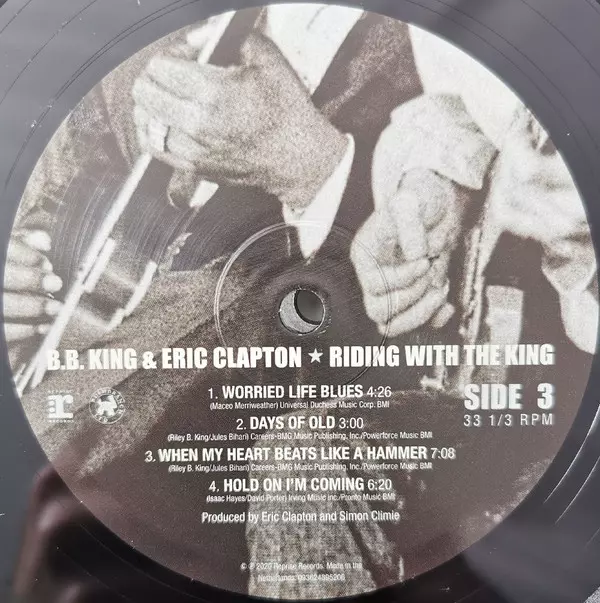 B.B. KING & ERIC CLAPTON ★ RIDING WITH THE KING
1. WORRIED LIFE BLUES 4:26
(Maceo Merriweather) Universal Duchess Music Corp. BMI
2. DAYS OF OLD 3:00
(Riley B. King/Jules Bihari) Careers-BMG Music Publishing, Inc./Powerforce Music BMI
3. WHEN MY HEART BEATS LIKE A HAMMER 7:08
(Riley B. King/Jules Bihari) Careers-BMG Music Publishing, Inc./Powerforce Music BMI
4. HOLD ON I'M COMING 6:20
(Isaac Hayes/David Porter) Irving Music Inc./Pronto Music BMI
Produced by Eric Clapton and Simon Climie
SIDE 3
33 1/3 RPM
REPRISE
© ℗ 2020 Reprise Records. Made in the
Netherlands.